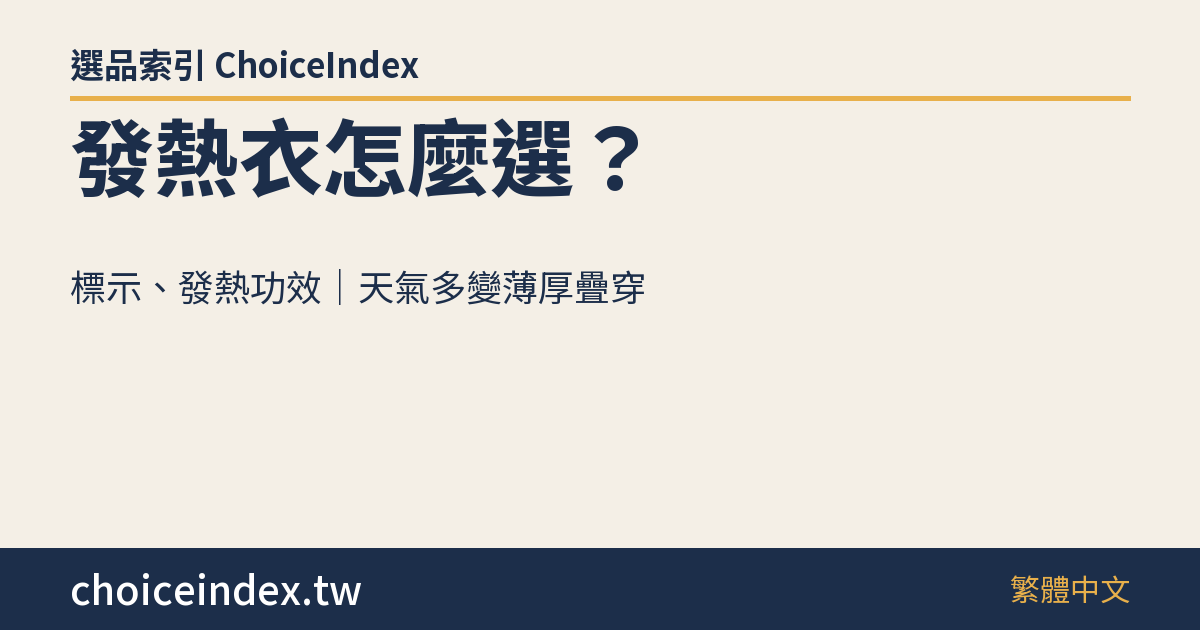 選品索引 ChoiceIndex
發熱衣怎麼選？
標示、發熱功效｜天氣多變薄厚疊穿
choiceindex.tw
繁體中文